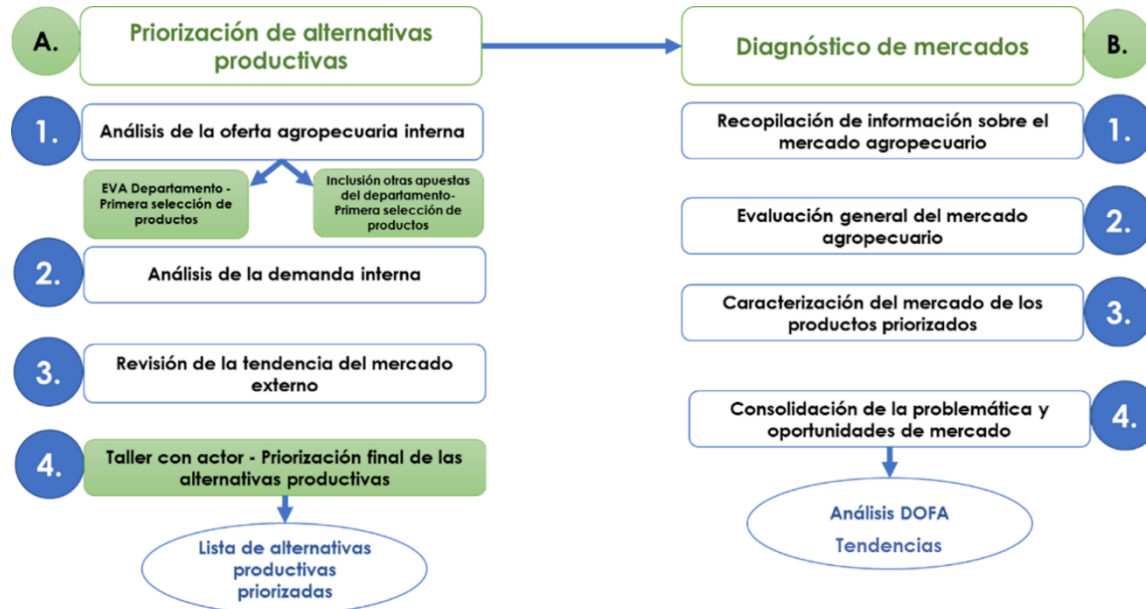 A.
Priorización de alternativas
productivas
1.
Análisis de la oferta agropecuaria interna
EVA Departamento -
Primera selección de
productos
Inclusión otras apuestas
del departamento-
Primera selección de
productos
2.
Análisis de la demanda interna
3.
Revisión de la tendencia del mercado
externo
4.
Taller con actor - Priorización final de las
alternativas productivas
Lista de alternativas
productivas
priorizadas
Diagnóstico de mercados
B.
Recopilación de información sobre el
mercado agropecuario
1.
Evaluación general del mercado
agropecuario
2.
Caracterización del mercado de los
productos priorizados
3.
Consolidación de la problemática y
oportunidades de mercado
4.
Análisis DOFA
Tendencias